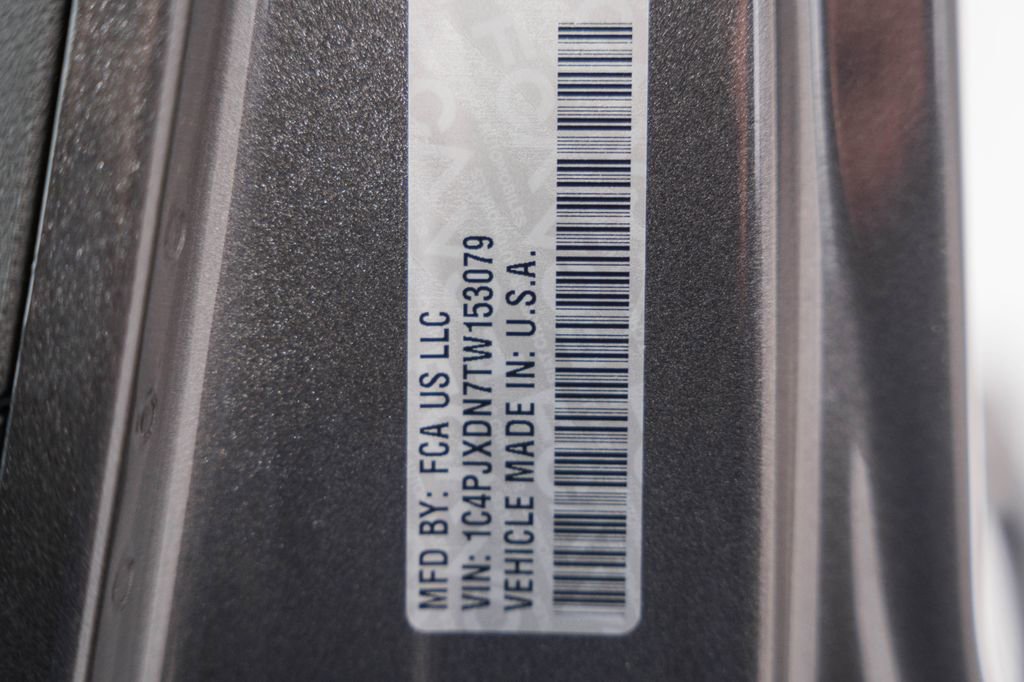 MFD BY: FCA US LLC
VIN: 1C4PJXDN7TW153079
VEHICLE MADE IN: U.S.A.